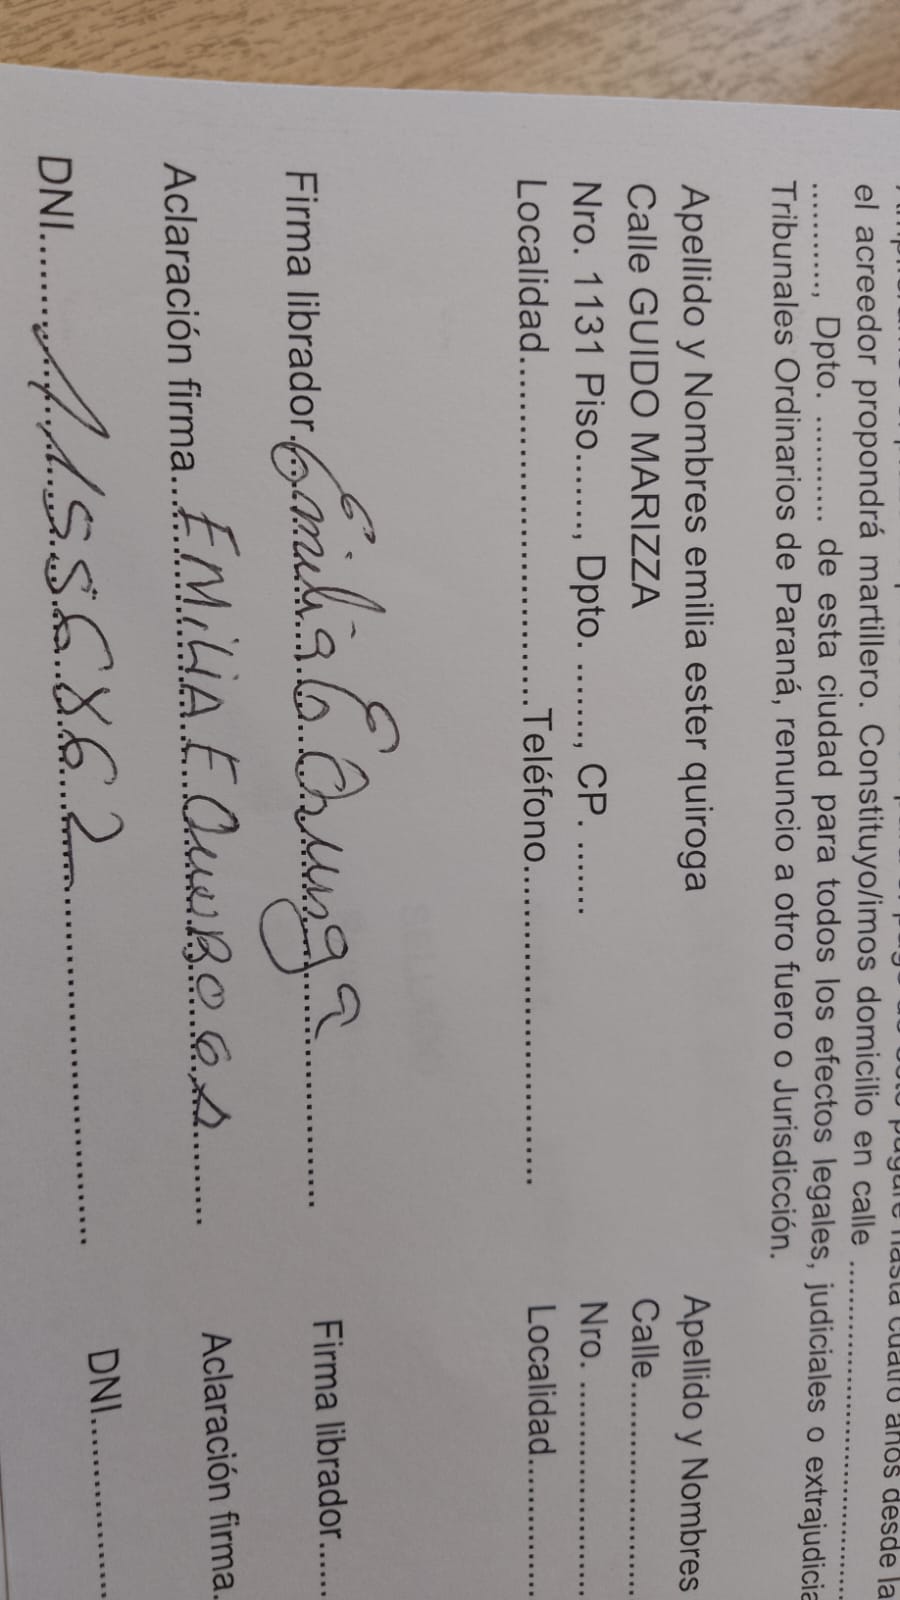 el acreedor propondrá martillero. Constituyo/imos domicilio en calle ..............................
.........., Dpto. .......... de esta ciudad para todos los efectos legales, judiciales o extrajudicia
Tribunales Ordinarios de Paraná, renuncio a otro fuero o Jurisdicción.
Apellido y Nombres emilia ester quiroga
Calle GUIDO MARIZZA
Nro. 1131 Piso......, Dpto. ......., CP. .......
Localidad..............................Teléfono..............................
Firma librador.
Aclaración firma... EMILIA E
DNI.......
Apellido y Nombres
Calle..................
Nro. ..................
Localidad............
Firma librador.....
Aclaración firma.
DNI...............